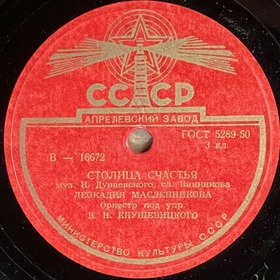 СССР
АПРЕЛЕВСКИЙ ЗАВОД
ГОСТ 5289-50
3 кл.
В — 16672
СТОЛИЦА СЧАСТЬЯ
муз. И. Дунаевского, сл. Винникова
ЛЕОКАДИЯ МАСЛЕННИКОВА
Оркестр под упр.
В. Н. КНУШЕВИЦКОГО
МИНИСТЕРСТВО КУЛЬТУРЫ СССР